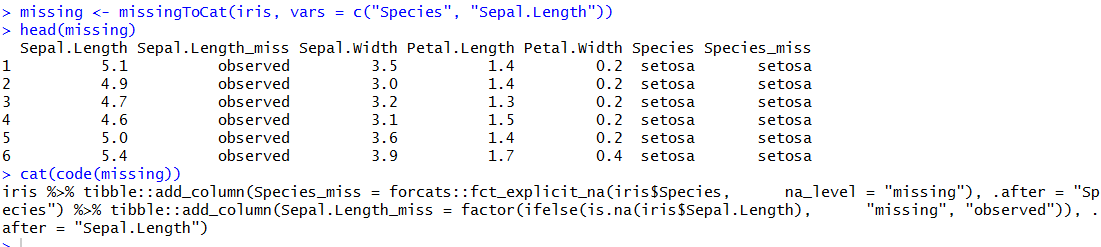 > missing <- missingToCat(iris, vars = c("Species", "Sepal.Length"))
> head(missing)
  Sepal.Length Sepal.Length_miss Sepal.Width Petal.Length Petal.Width Species Species_miss
1          5.1          observed         3.5          1.4         0.2  setosa       setosa
2          4.9          observed         3.0          1.4         0.2  setosa       setosa
3          4.7          observed         3.2          1.3         0.2  setosa       setosa
4          4.6          observed         3.1          1.5         0.2  setosa       setosa
5          5.0          observed         3.6          1.4         0.2  setosa       setosa
6          5.4          observed         3.9          1.7         0.4  setosa       setosa
> cat(code(missing))
iris %>% tibble::add_column(Species_miss = forcats::fct_explicit_na(iris$Species,      na_level = "missing"), .after = "Sp
ecies") %>% tibble::add_column(Sepal.Length_miss = factor(ifelse(is.na(iris$Sepal.Length),      "missing", "observed")), .
after = "Sepal.Length")
>